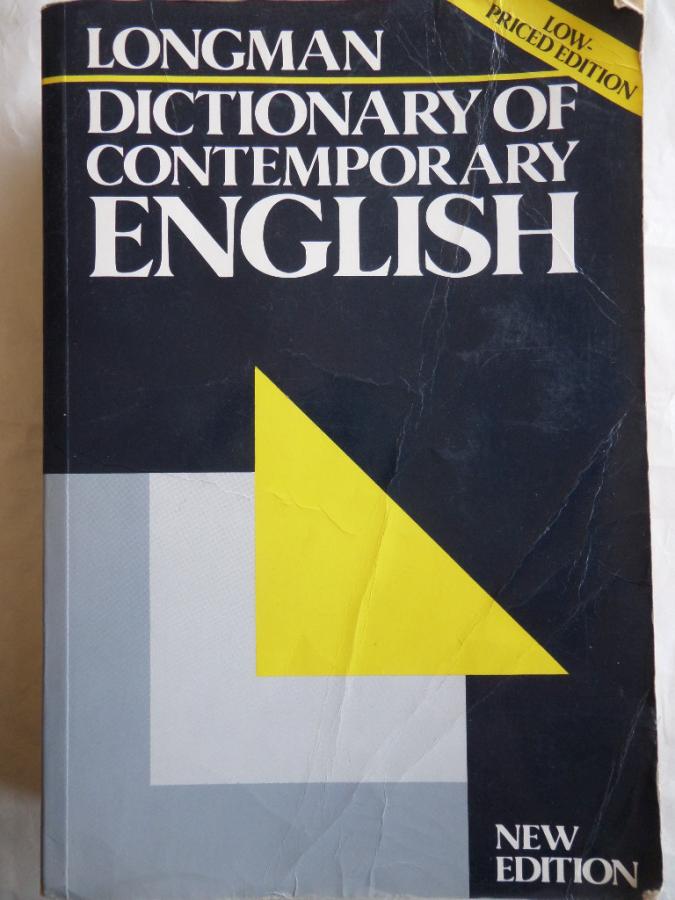 LONGMAN
LOW-
PRICED EDITION
DICTIONARY OF
CONTEMPORARY
ENGLISH
NEW
EDITION